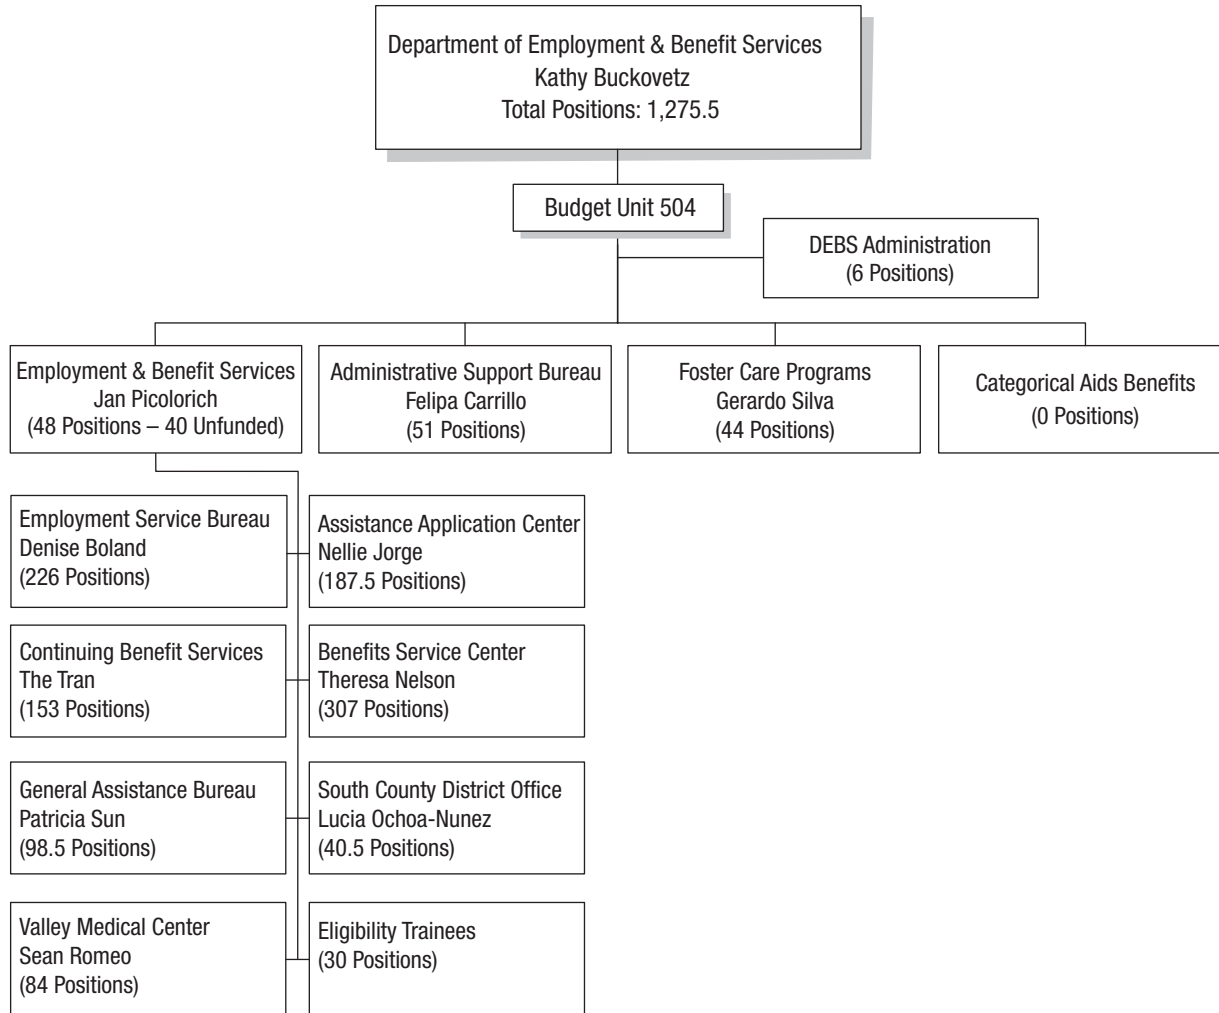 Department of Employment & Benefit Services
Kathy Buckovetz
Total Positions: 1,275.5
Budget Unit 504
DEBS Administration
(6 Positions)
Employment & Benefit Services
Jan Picolorich
(48 Positions – 40 Unfunded)
Administrative Support Bureau
Felipa Carrillo
(51 Positions)
Foster Care Programs
Gerardo Silva
(44 Positions)
Categorical Aids Benefits
(0 Positions)
Employment Service Bureau
Denise Boland
(226 Positions)
Assistance Application Center
Nellie Jorge
(187.5 Positions)
Continuing Benefit Services
The Tran
(153 Positions)
Benefits Service Center
Theresa Nelson
(307 Positions)
General Assistance Bureau
Patricia Sun
(98.5 Positions)
South County District Office
Lucia Ochoa-Nunez
(40.5 Positions)
Valley Medical Center
Sean Romeo
(84 Positions)
Eligibility Trainees
(30 Positions)